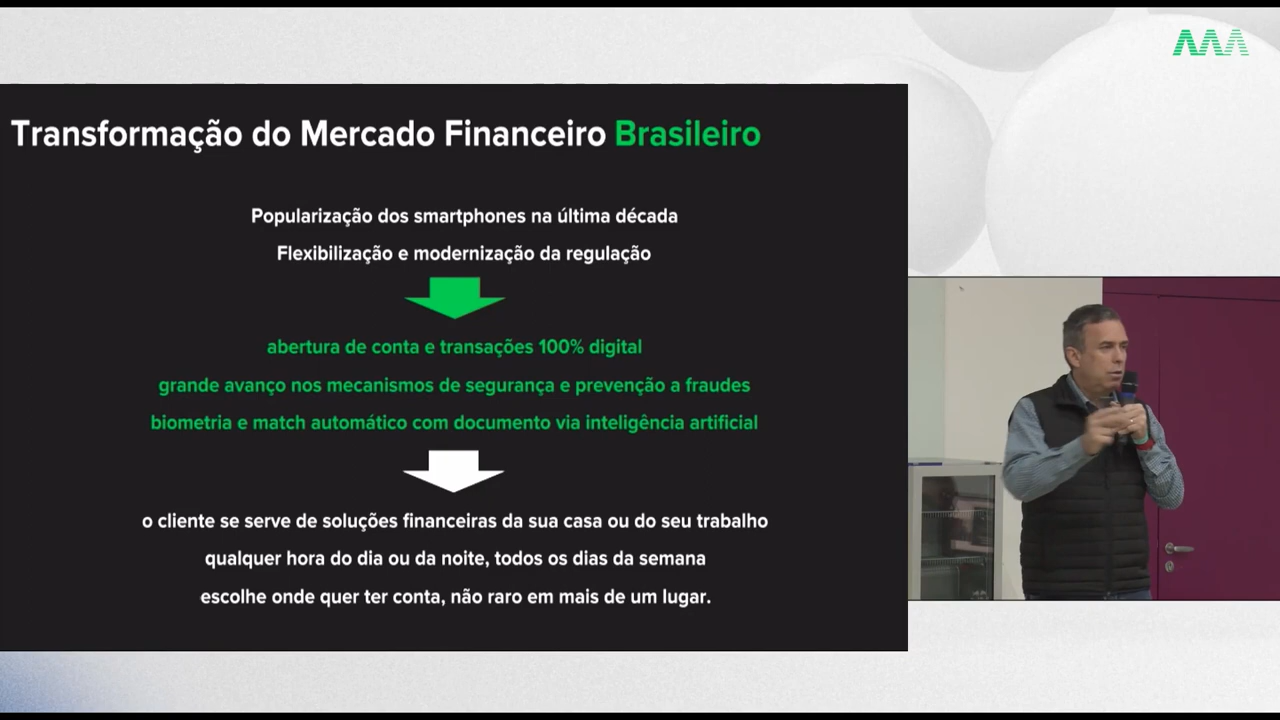 Transformação do Mercado Financeiro Brasileiro
Popularização dos smartphones na última década
Flexibilização e modernização da regulação
abertura de conta e transações 100% digital
grande avanço nos mecanismos de segurança e prevenção a fraudes
biometria e match automático com documento via inteligência artificial
o cliente se serve de soluções financeiras da sua casa ou do seu trabalho
qualquer hora do dia ou da noite, todos os dias da semana
escolhe onde quer ter conta, não raro em mais de um lugar.